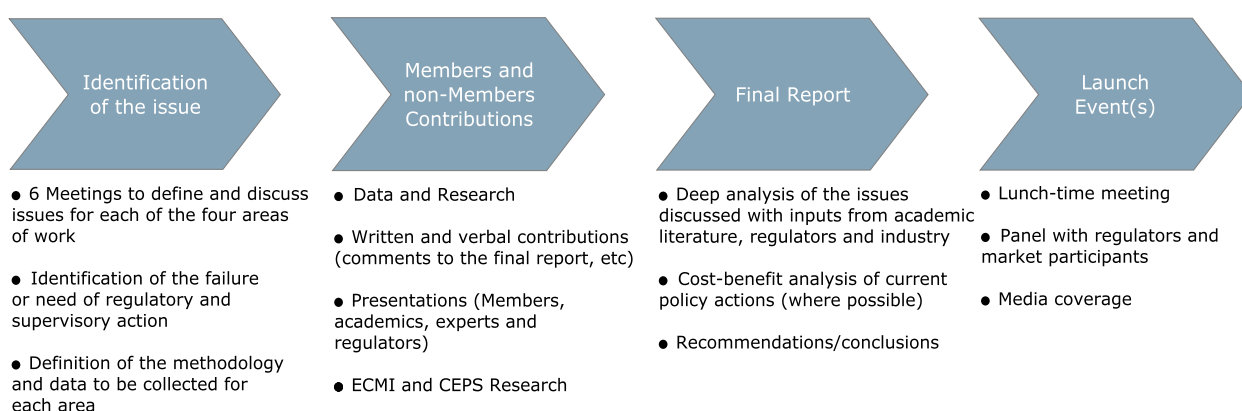 Identification
of the issue
● 6 Meetings to define and discuss
issues for each of the four areas
of work
● Identification of the failure
or need of regulatory and
supervisory action
● Definition of the methodology
and data to be collected for
each area
Members and
non-Members
Contributions
● Data and Research
● Written and verbal contributions
(comments to the final report, etc)
● Presentations (Members,
academics, experts and
regulators)
● ECMI and CEPS Research
Final Report
● Deep analysis of the issues
discussed with inputs from academic
literature, regulators and industry
● Cost-benefit analysis of current
policy actions (where possible)
● Recommendations/conclusions
Launch
Event(s)
● Lunch-time meeting
● Panel with regulators and
market participants
● Media coverage